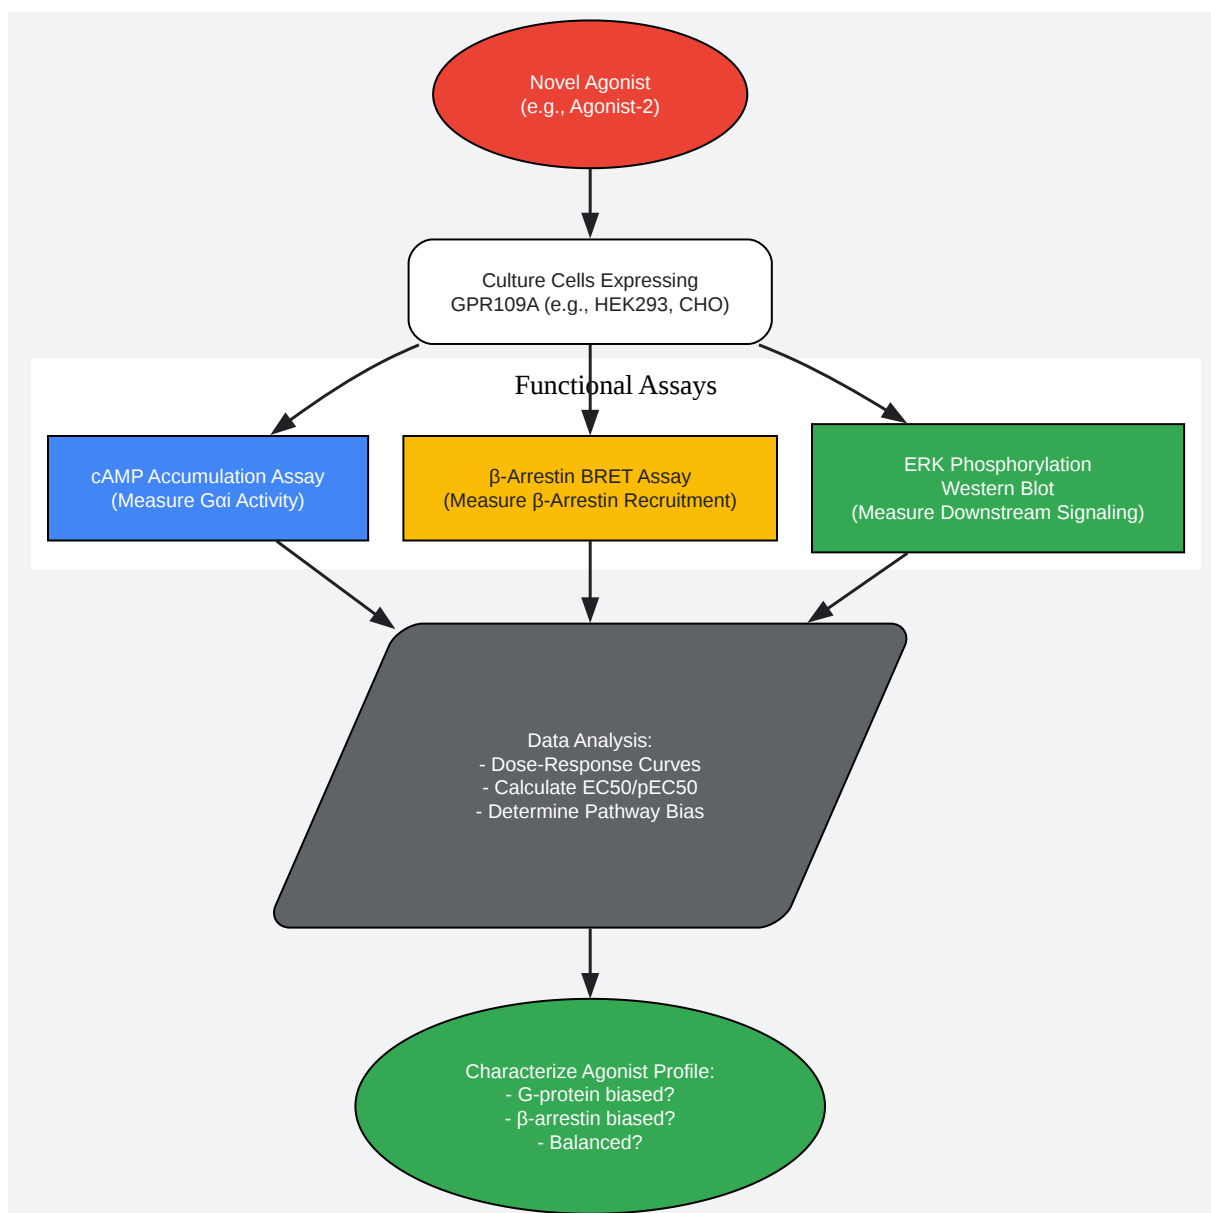 Novel Agonist
(e.g., Agonist-2)
Culture Cells Expressing
GPR109A (e.g., HEK293, CHO)
Functional Assays
cAMP Accumulation Assay
(Measure Gαi Activity)
β-Arrestin BRET Assay
(Measure β-Arrestin Recruitment)
ERK Phosphorylation
Western Blot
(Measure Downstream Signaling)
Data Analysis:
- Dose-Response Curves
- Calculate EC50/pEC50
- Determine Pathway Bias
Characterize Agonist Profile:
- G-protein biased?
- β-arrestin biased?
- Balanced?